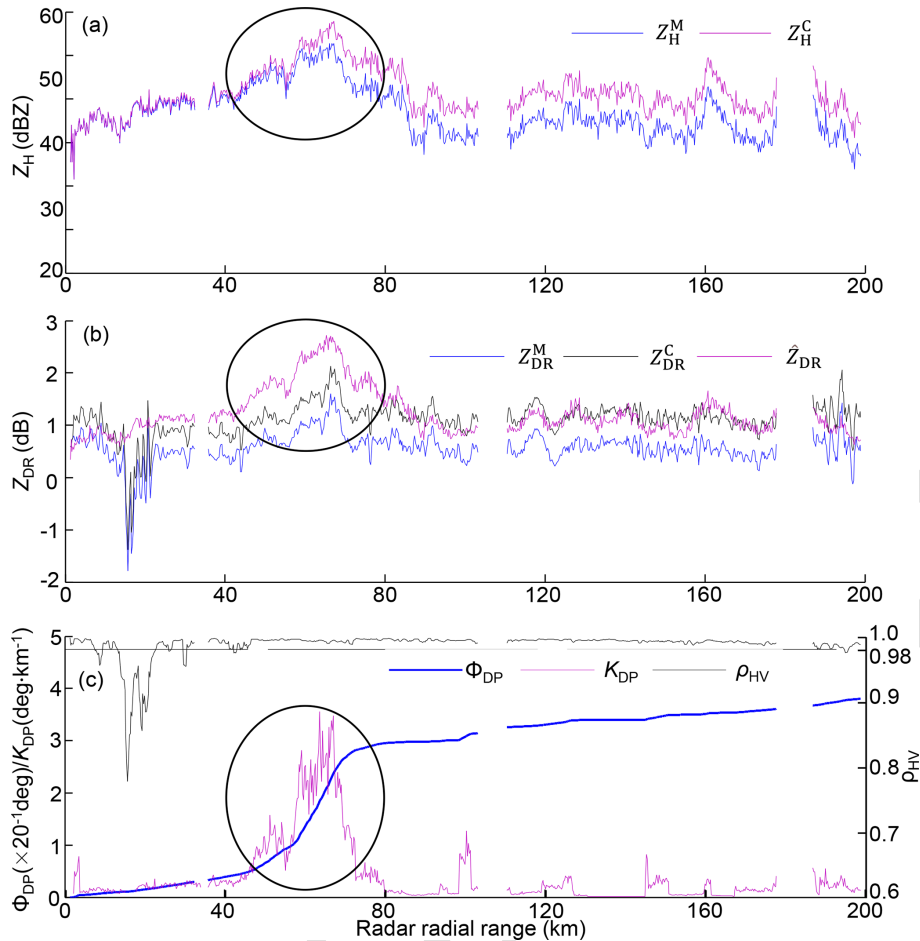 (a)
Z_H^M Z_H^C
Z_H (dBZ)
60
50
40
30
20
0 40 80 120 160 200
(b)
Z_DR^M Z_DR^C Ẑ_DR
Z_DR (dB)
3
2
1
0
-1
-2
0 40 80 120 160 200
(c)
Φ_DP K_DP ρ_HV
Φ_DP(×20⁻¹deg)/K_DP(deg·km⁻¹)
5
4
3
2
1
0
1.0
0.98
0.9
0.8
0.7
0.6
ρ_HV
0 40 80 120 160 200
Radar radial range (km)